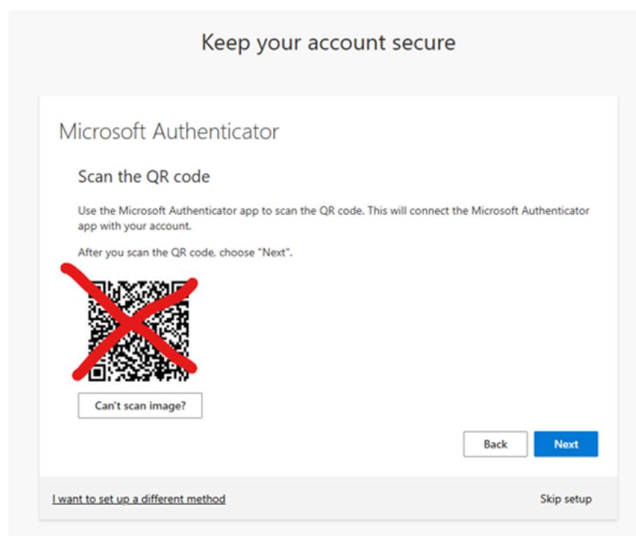 Keep your account secure
Microsoft Authenticator
Scan the QR code
Use the Microsoft Authenticator app to scan the QR code. This will connect the Microsoft Authenticator
app with your account.
After you scan the QR code, choose "Next".
Can't scan image?
Back
Next
I want to set up a different method
Skip setup